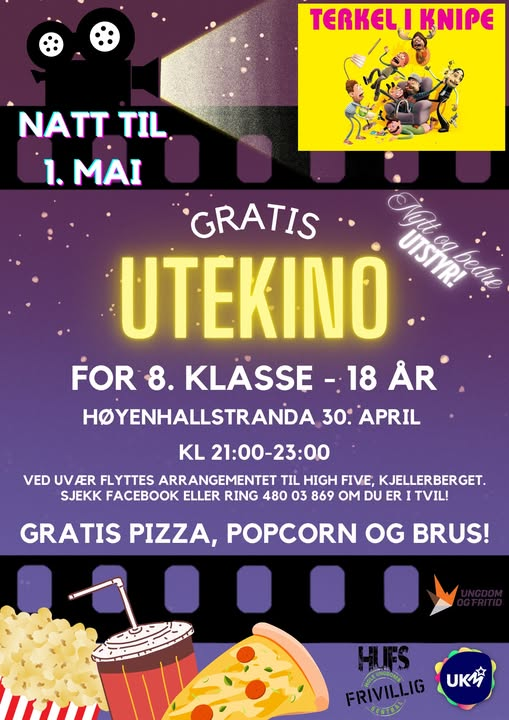 TERKEL I KNIPE
NATT TIL
1. MAI
GRATIS
Nytt og bedre
UTSTYR!
UTEKINO
FOR 8. KLASSE - 18 ÅR
HØYENHALLSTRANDA 30. APRIL
KL 21:00-23:00
VED UVÆR FLYTTES ARRANGEMENTET TIL HIGH FIVE, KJELLERBERGET.
SJEKK FACEBOOK ELLER RING 480 03 869 OM DU ER I TVIL!
GRATIS PIZZA, POPCORN OG BRUS!
UNGDOM
OG FRITID
HUFS
FRIVILLIG
SENTRAL
UKM